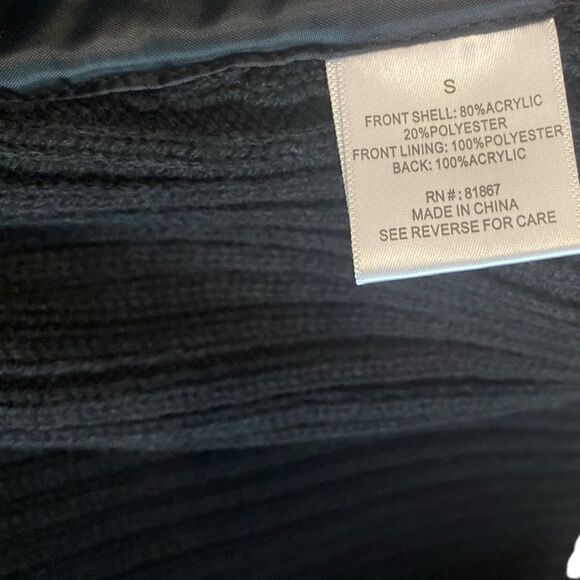 S
FRONT SHELL: 80%ACRYLIC
20%POLYESTER
FRONT LINING: 100%POLYESTER
BACK: 100%ACRYLIC
RN#: 81867
MADE IN CHINA
SEE REVERSE FOR CARE